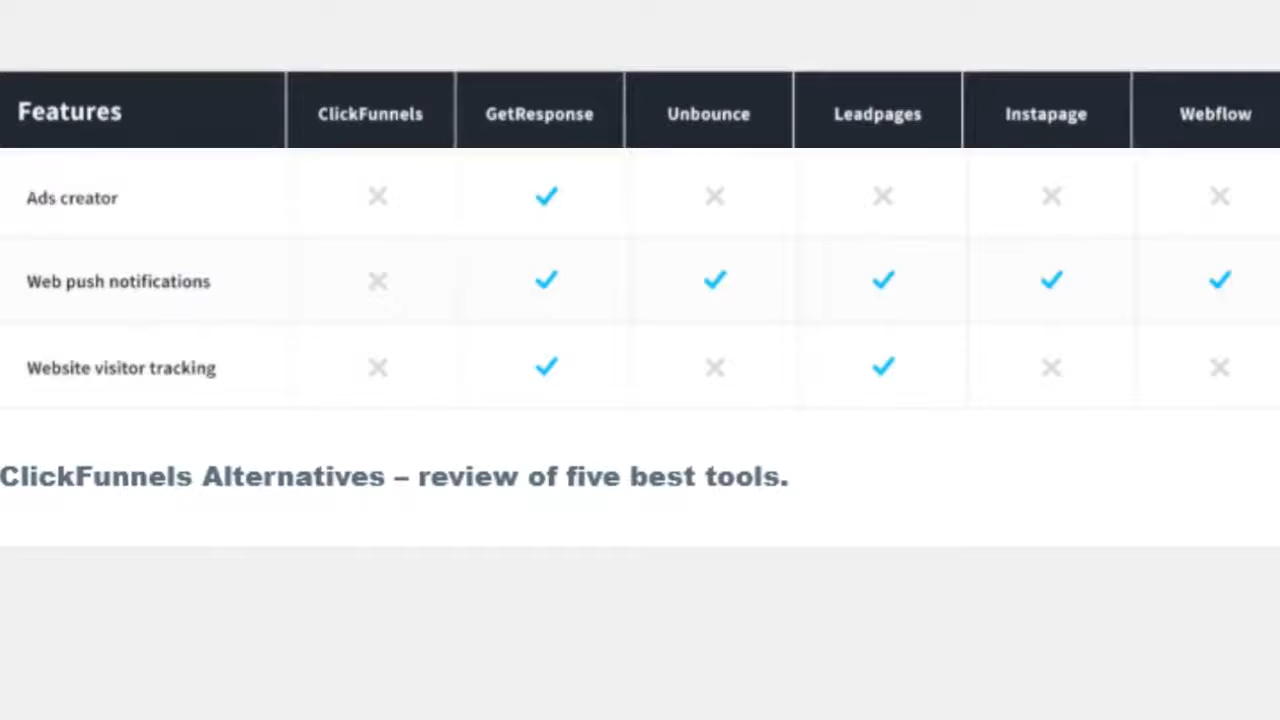 Features ClickFunnels GetResponse Unbounce Leadpages Instapage Webflow
Ads creator
Web push notifications
Website visitor tracking
ClickFunnels Alternatives – review of five best tools.